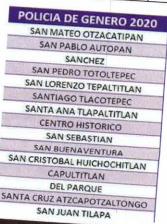 POLICIA DE GENERO 2020
SAN MATEO OTZACATIPAN
SAN PABLO AUTOPAN
SANCHEZ
SAN PEDRO TOTOLTEPEC
SAN LORENZO TEPALTITLAN
SANTIAGO TLACOTEPEC
SANTA ANA TLAPALTITLAN
CENTRO HISTORICO
SAN SEBASTIAN
SAN BUENAVENTURA
SAN CRISTOBAL HUICHOCHITLAN
CAPULTITLAN
DEL PARQUE
SANTA CRUZ ATZCAPOTZALTONGO
SAN JUAN TILAPA